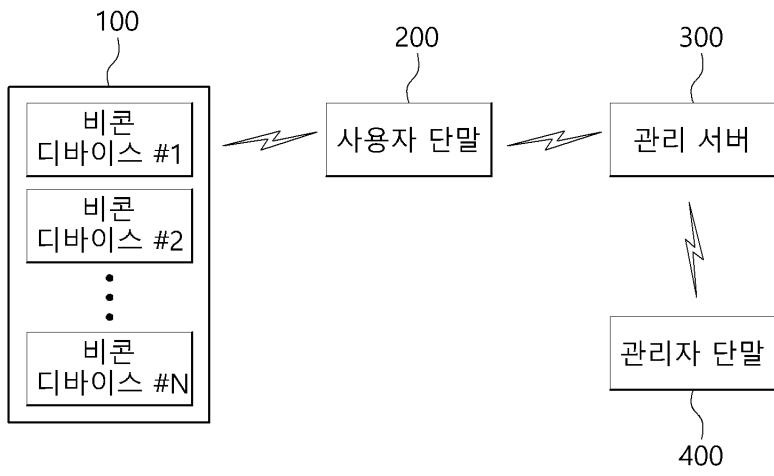 100
200
300
비콘
디바이스 #1
사용자 단말
관리 서버
비콘
디바이스 #2
비콘
디바이스 #N
관리자 단말
400